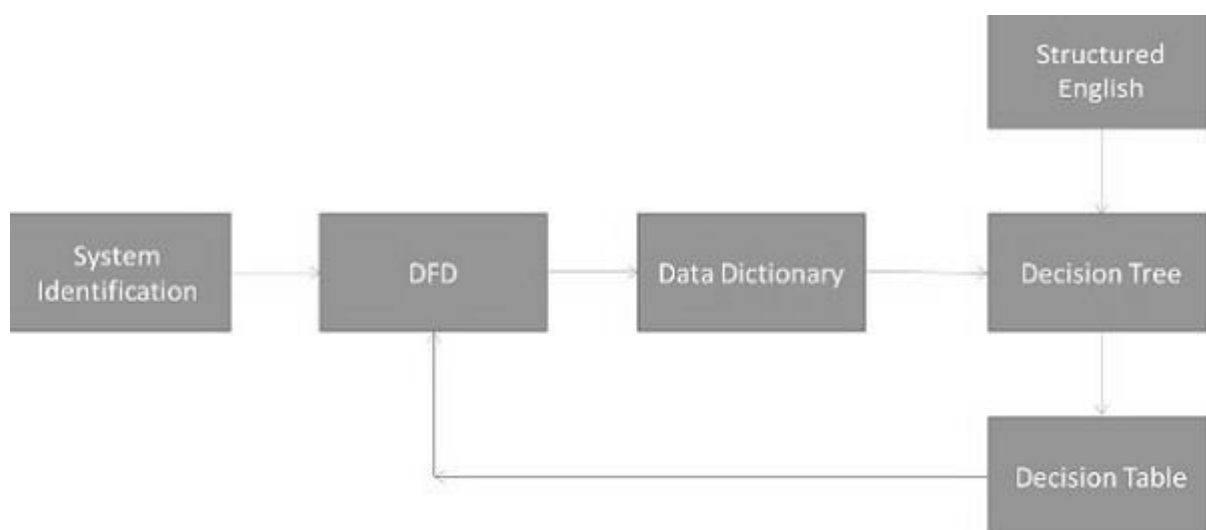 Structured
English
System
Identification
DFD
Data Dictionary
Decision Tree
Decision Table